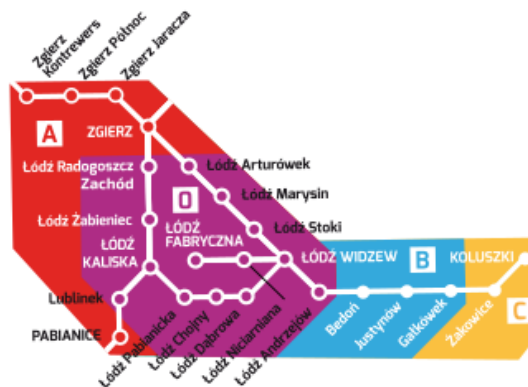 Zgierz
Kontrewers
Zgierz Północ
Zgierz Jaracza
A
ZGIERZ
Łódź Radogoszcz
Zachód
Łódź Arturówek
O
Łódź Marysin
Łódź Żabieniec
ŁÓDŹ
FABRYCZNA
Łódź Stoki
ŁÓDŹ
KALISKA
ŁÓDŹ WIDZEW
B
KOLUSZKI
Lublinek
PABIANICE
Łódź Pabianicka
Łódź Chojny
Łódź Dąbrowa
Łódź Niciarniana
Łódź Andrzejów
Bedoń
Justynów
Gałkówek
Żakowice
C